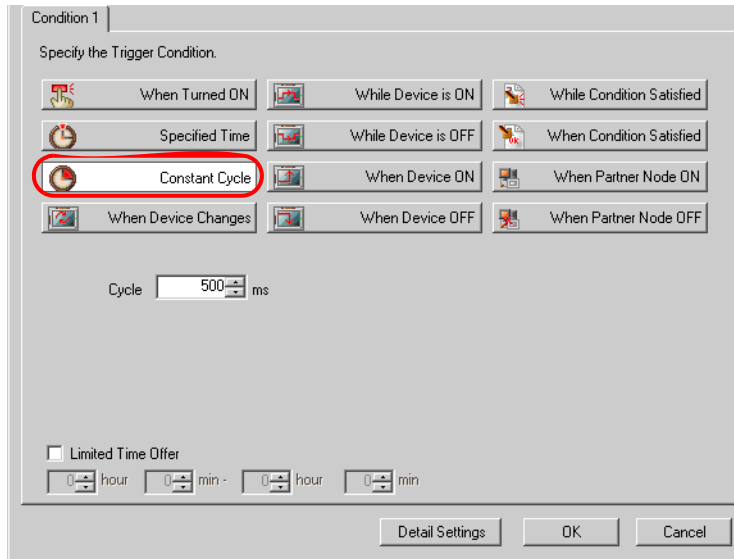 Condition 1
Specify the Trigger Condition.
When Turned ON While Device is ON While Condition Satisfied
Specified Time While Device is OFF When Condition Satisfied
Constant Cycle When Device ON When Partner Node ON
When Device Changes When Device OFF When Partner Node OFF
Cycle 500 ms
Limited Time Offer
0 hour 0 min - 0 hour 0 min
Detail Settings OK Cancel